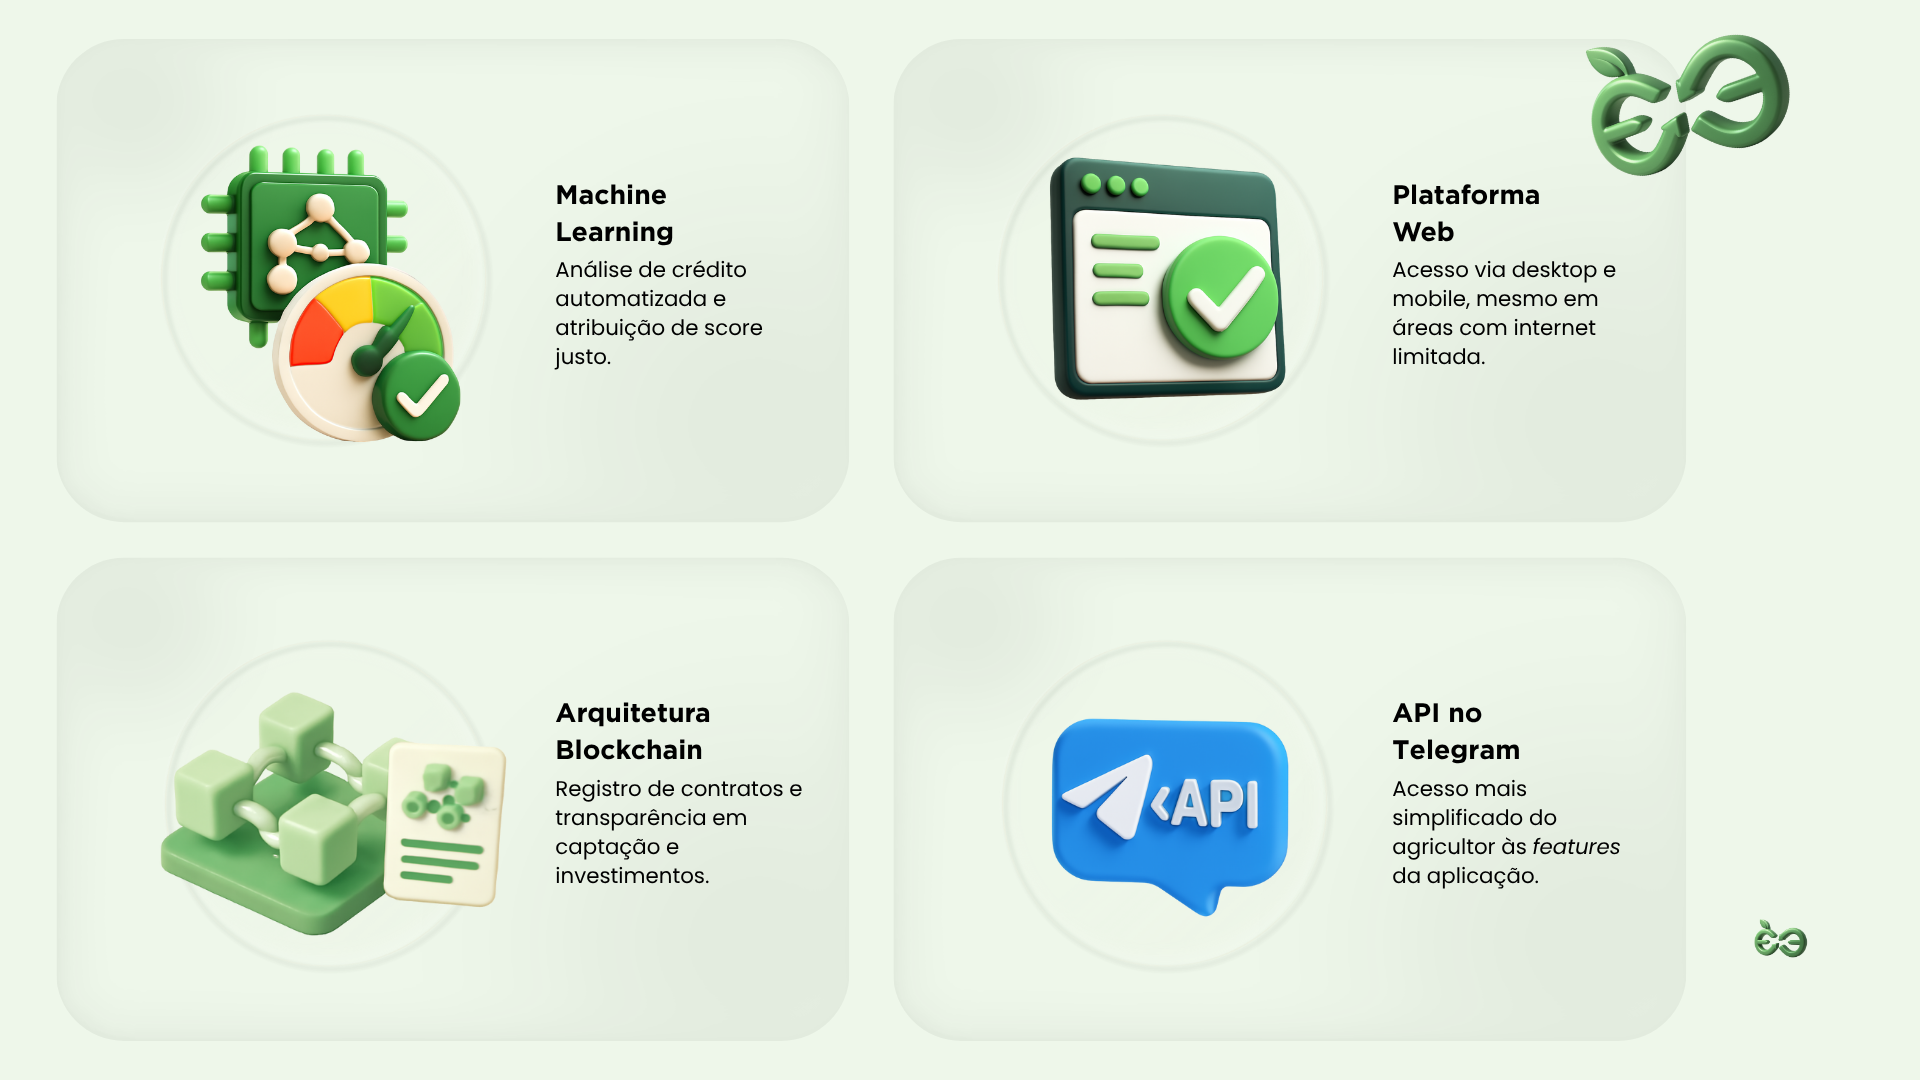 Machine
Learning
Análise de crédito
automatizada e
atribuição de score
justo.
Plataforma
Web
Acesso via desktop e
mobile, mesmo em
áreas com internet
limitada.
Arquitetura
Blockchain
Registro de contratos e
transparência em
captação e
investimentos.
<API
API no
Telegram
Acesso mais
simplificado do
agricultor às features
da aplicação.